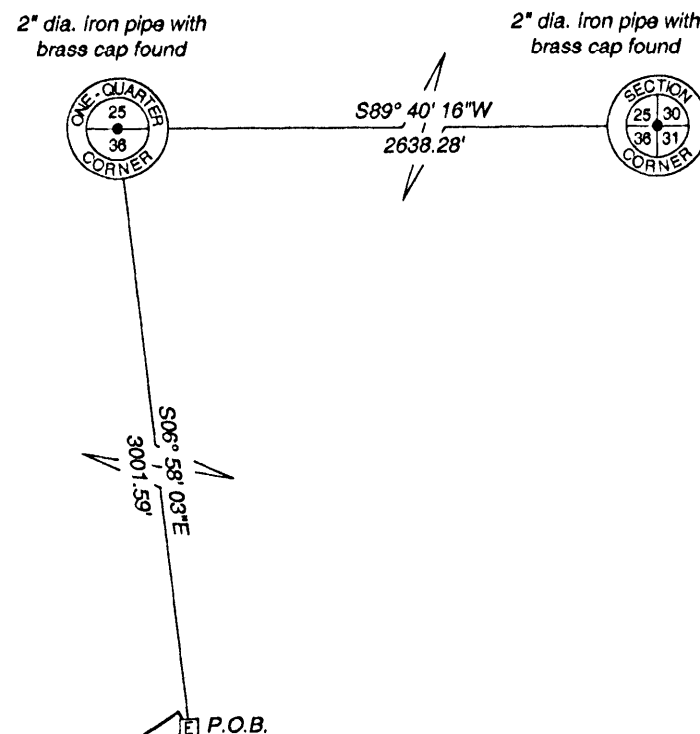 2" dia. iron pipe with
brass cap found
2" dia. iron pipe with
brass cap found
ONE-QUARTER
25
36
CORNER
S89° 40' 16"W
2638.28'
SECTION
25 30
36 31
CORNER
S06° 58' 03"E
3001.59'
E P.O.B.